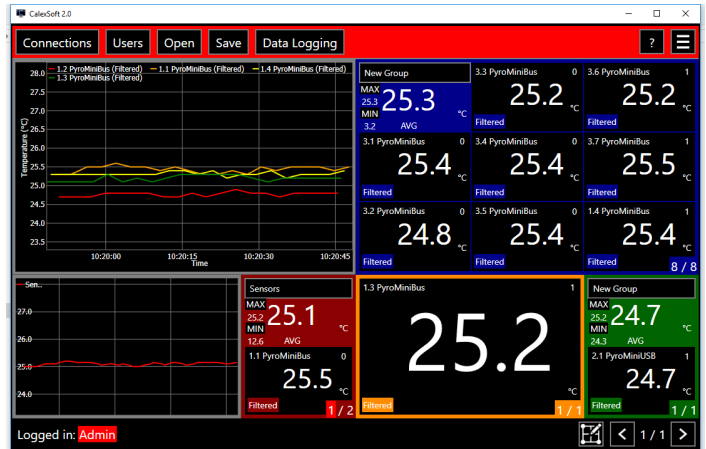 CalexSoft 2.0
Connections Users Open Save Data Logging ?
1.2 PyroMiniBus (Filtered) 1.1 PyroMiniBus (Filtered) 1.4 PyroMiniBus (Filtered)
1.3 PyroMiniBus (Filtered)
Temperature (°C)
28.0
27.5
27.0
26.5
26.0
25.5
25.0
24.5
24.0
23.5
10:20:00 10:20:15 10:20:30 10:20:45
Time
New Group
MAX
25.3
MIN
3.2
25.3 °C
AVG
3.3 PyroMiniBus 0
25.2 °C
Filtered
3.6 PyroMiniBus 1
25.2 °C
Filtered
3.1 PyroMiniBus 0
25.4 °C
Filtered
3.4 PyroMiniBus 0
25.4 °C
Filtered
3.7 PyroMiniBus 1
25.5 °C
Filtered
3.2 PyroMiniBus 0
24.8 °C
Filtered
3.5 PyroMiniBus 0
25.4 °C
Filtered
1.4 PyroMiniBus 1
25.4 °C
Filtered
8 / 8
Sen..
27.0
26.0
25.0
24.0
Sensors
MAX
25.2
MIN
12.6
25.1 °C
AVG
1.1 PyroMiniBus 0
25.5 °C
Filtered
1 / 2
1.3 PyroMiniBus 1
25.2 °C
Filtered
1 / 1
New Group
MAX
25.2
MIN
24.3
24.7 °C
AVG
2.1 PyroMiniUSB 1
24.7 °C
Filtered
1 / 1
Logged in: Admin
< 1 / 1 >